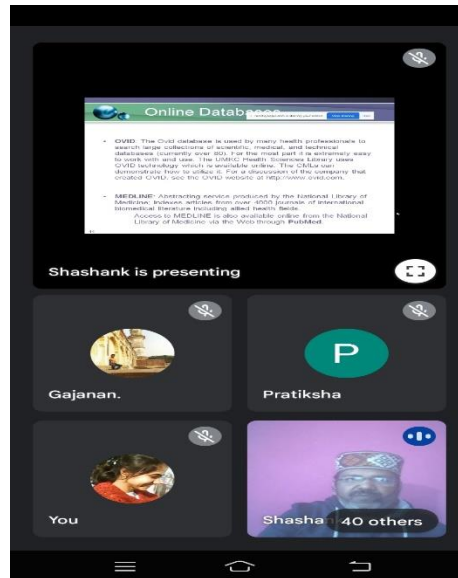 Online Databases
• OVID: The Ovid database is used by many health professionals to
search large collections of scientific, medical, and technical
databases (currently over 80). For the most part it is extremely easy
to work with and use. The UMKC Health Sciences Library uses
OVID technology which is available online. The CMLs can
demonstrate how to utilize it. For a discussion of the company that
created OVID, see the OVID website at http://www.ovid.com.
• MEDLINE: Abstracting service produced by the National Library of
Medicine; indexes articles from over 4000 journals of international
biomedical literature including allied health fields.
Access to MEDLINE is also available online from the National
Library of Medicine via the Web through PubMed.
Shashank is presenting
Gajanan.
P
Pratiksha
You
Shasha
40 others